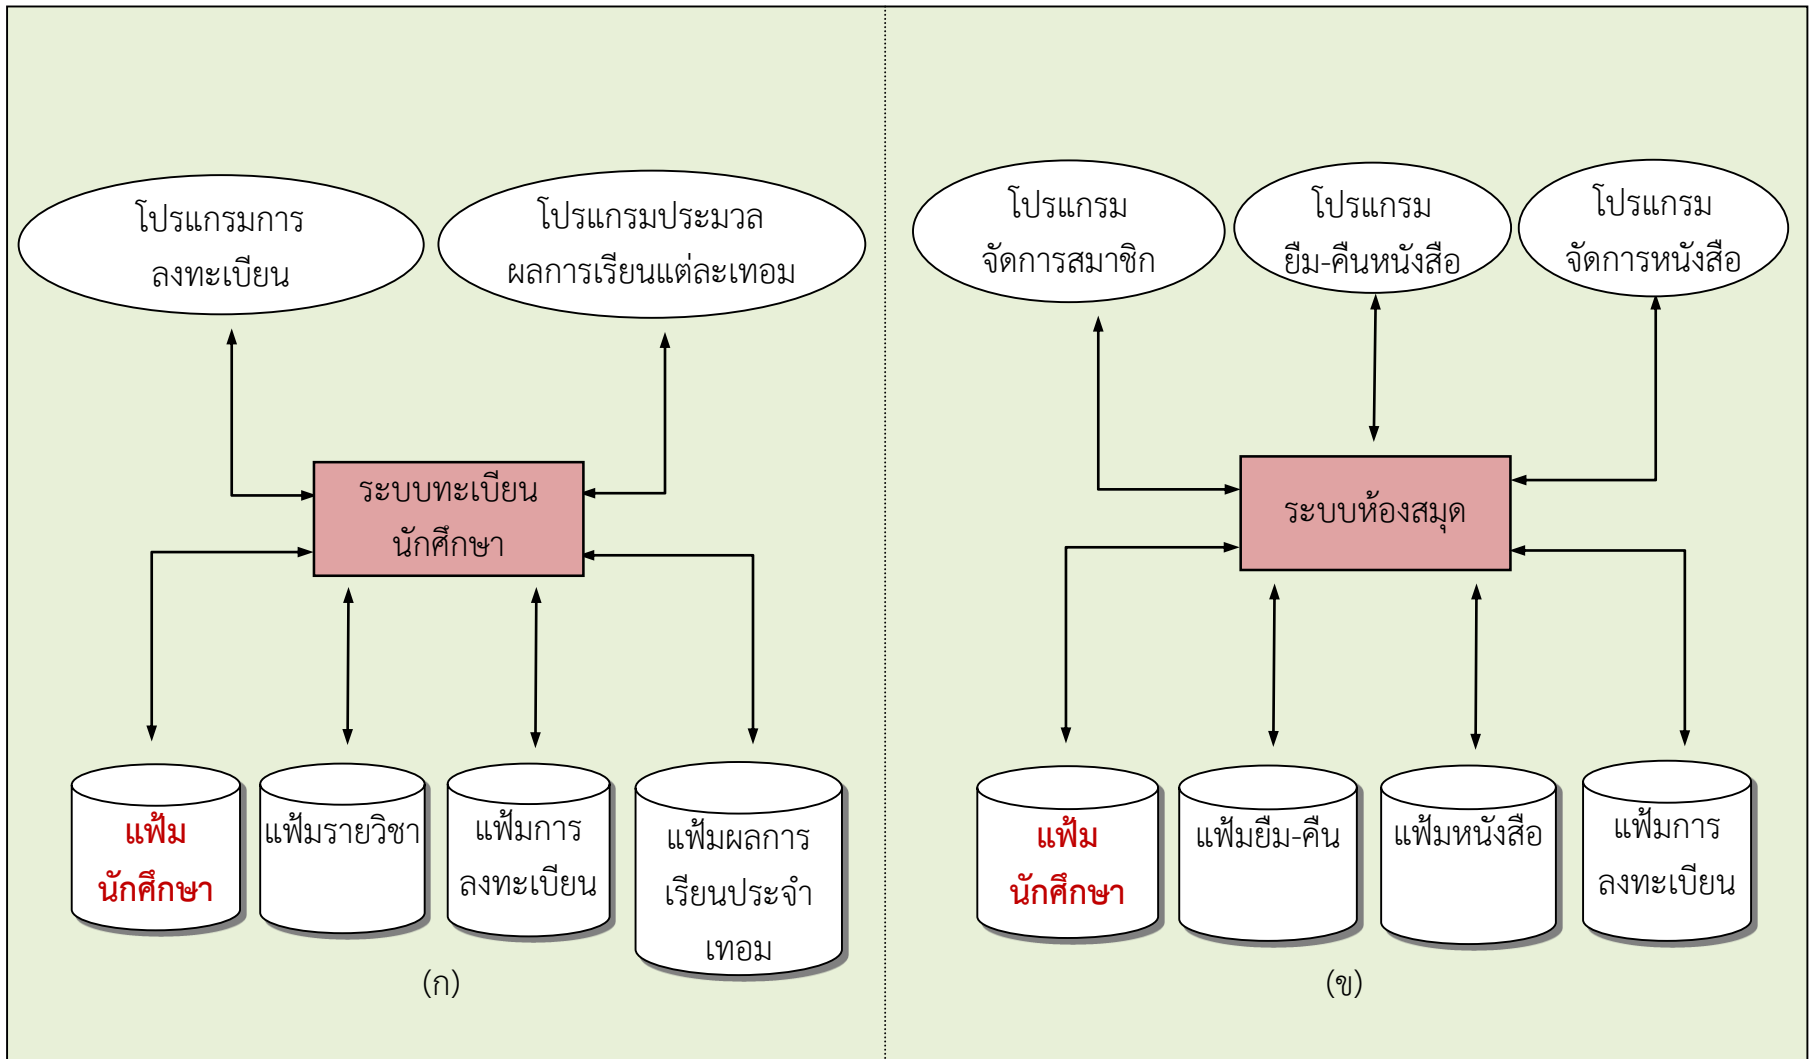 โปรแกรมการ
ลงทะเบียน
โปรแกรมประมวล
ผลการเรียนแต่ละเทอม
ระบบทะเบียน
นักศึกษา
แฟ้ม
นักศึกษา
แฟ้มรายวิชา
แฟ้มการ
ลงทะเบียน
แฟ้มผลการ
เรียนประจำ
เทอม
(ก)
โปรแกรม
จัดการสมาชิก
โปรแกรม
ยืม-คืนหนังสือ
โปรแกรม
จัดการหนังสือ
ระบบห้องสมุด
แฟ้ม
นักศึกษา
แฟ้มยืม-คืน
แฟ้มหนังสือ
แฟ้มการ
ลงทะเบียน
(ข)